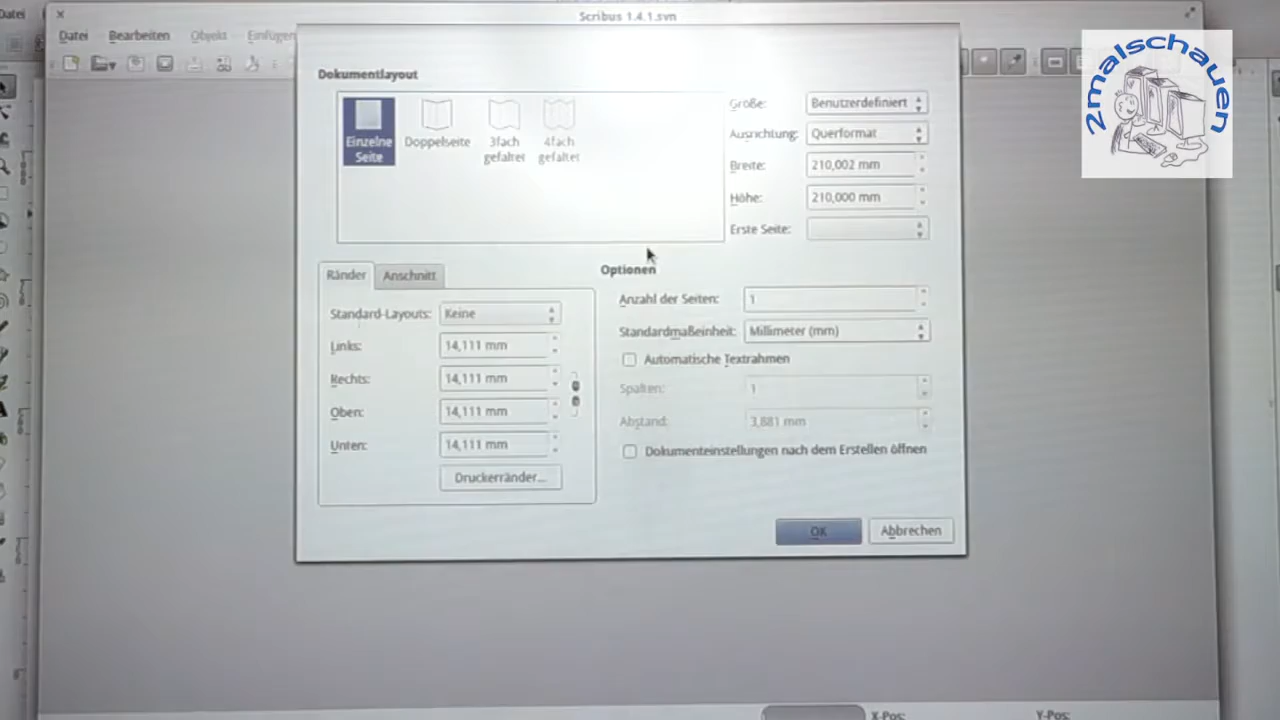 Datei
Scribus 1.4.1.svn
Datei Bearbeiten Objekt Einfügen
2malschauen
Dokumentlayout
Einzelne Seite
Doppelseite
3fach gefaltet
4fach gefaltet
Größe: Benutzerdefiniert
Ausrichtung: Querformat
Breite: 210,002 mm
Höhe: 210,000 mm
Erste Seite:
Ränder Anschnitt
Standard-Layouts: Keine
Links: 14,111 mm
Rechts: 14,111 mm
Oben: 14,111 mm
Unten: 14,111 mm
Druckerränder...
Optionen
Anzahl der Seiten: 1
Standardmaßeinheit: Millimeter (mm)
Automatische Textrahmen
Spalten: 1
Abstand: 3,881 mm
Dokumenteinstellungen nach dem Erstellen öffnen
OK Abbrechen
X-Pos: Y-Pos: